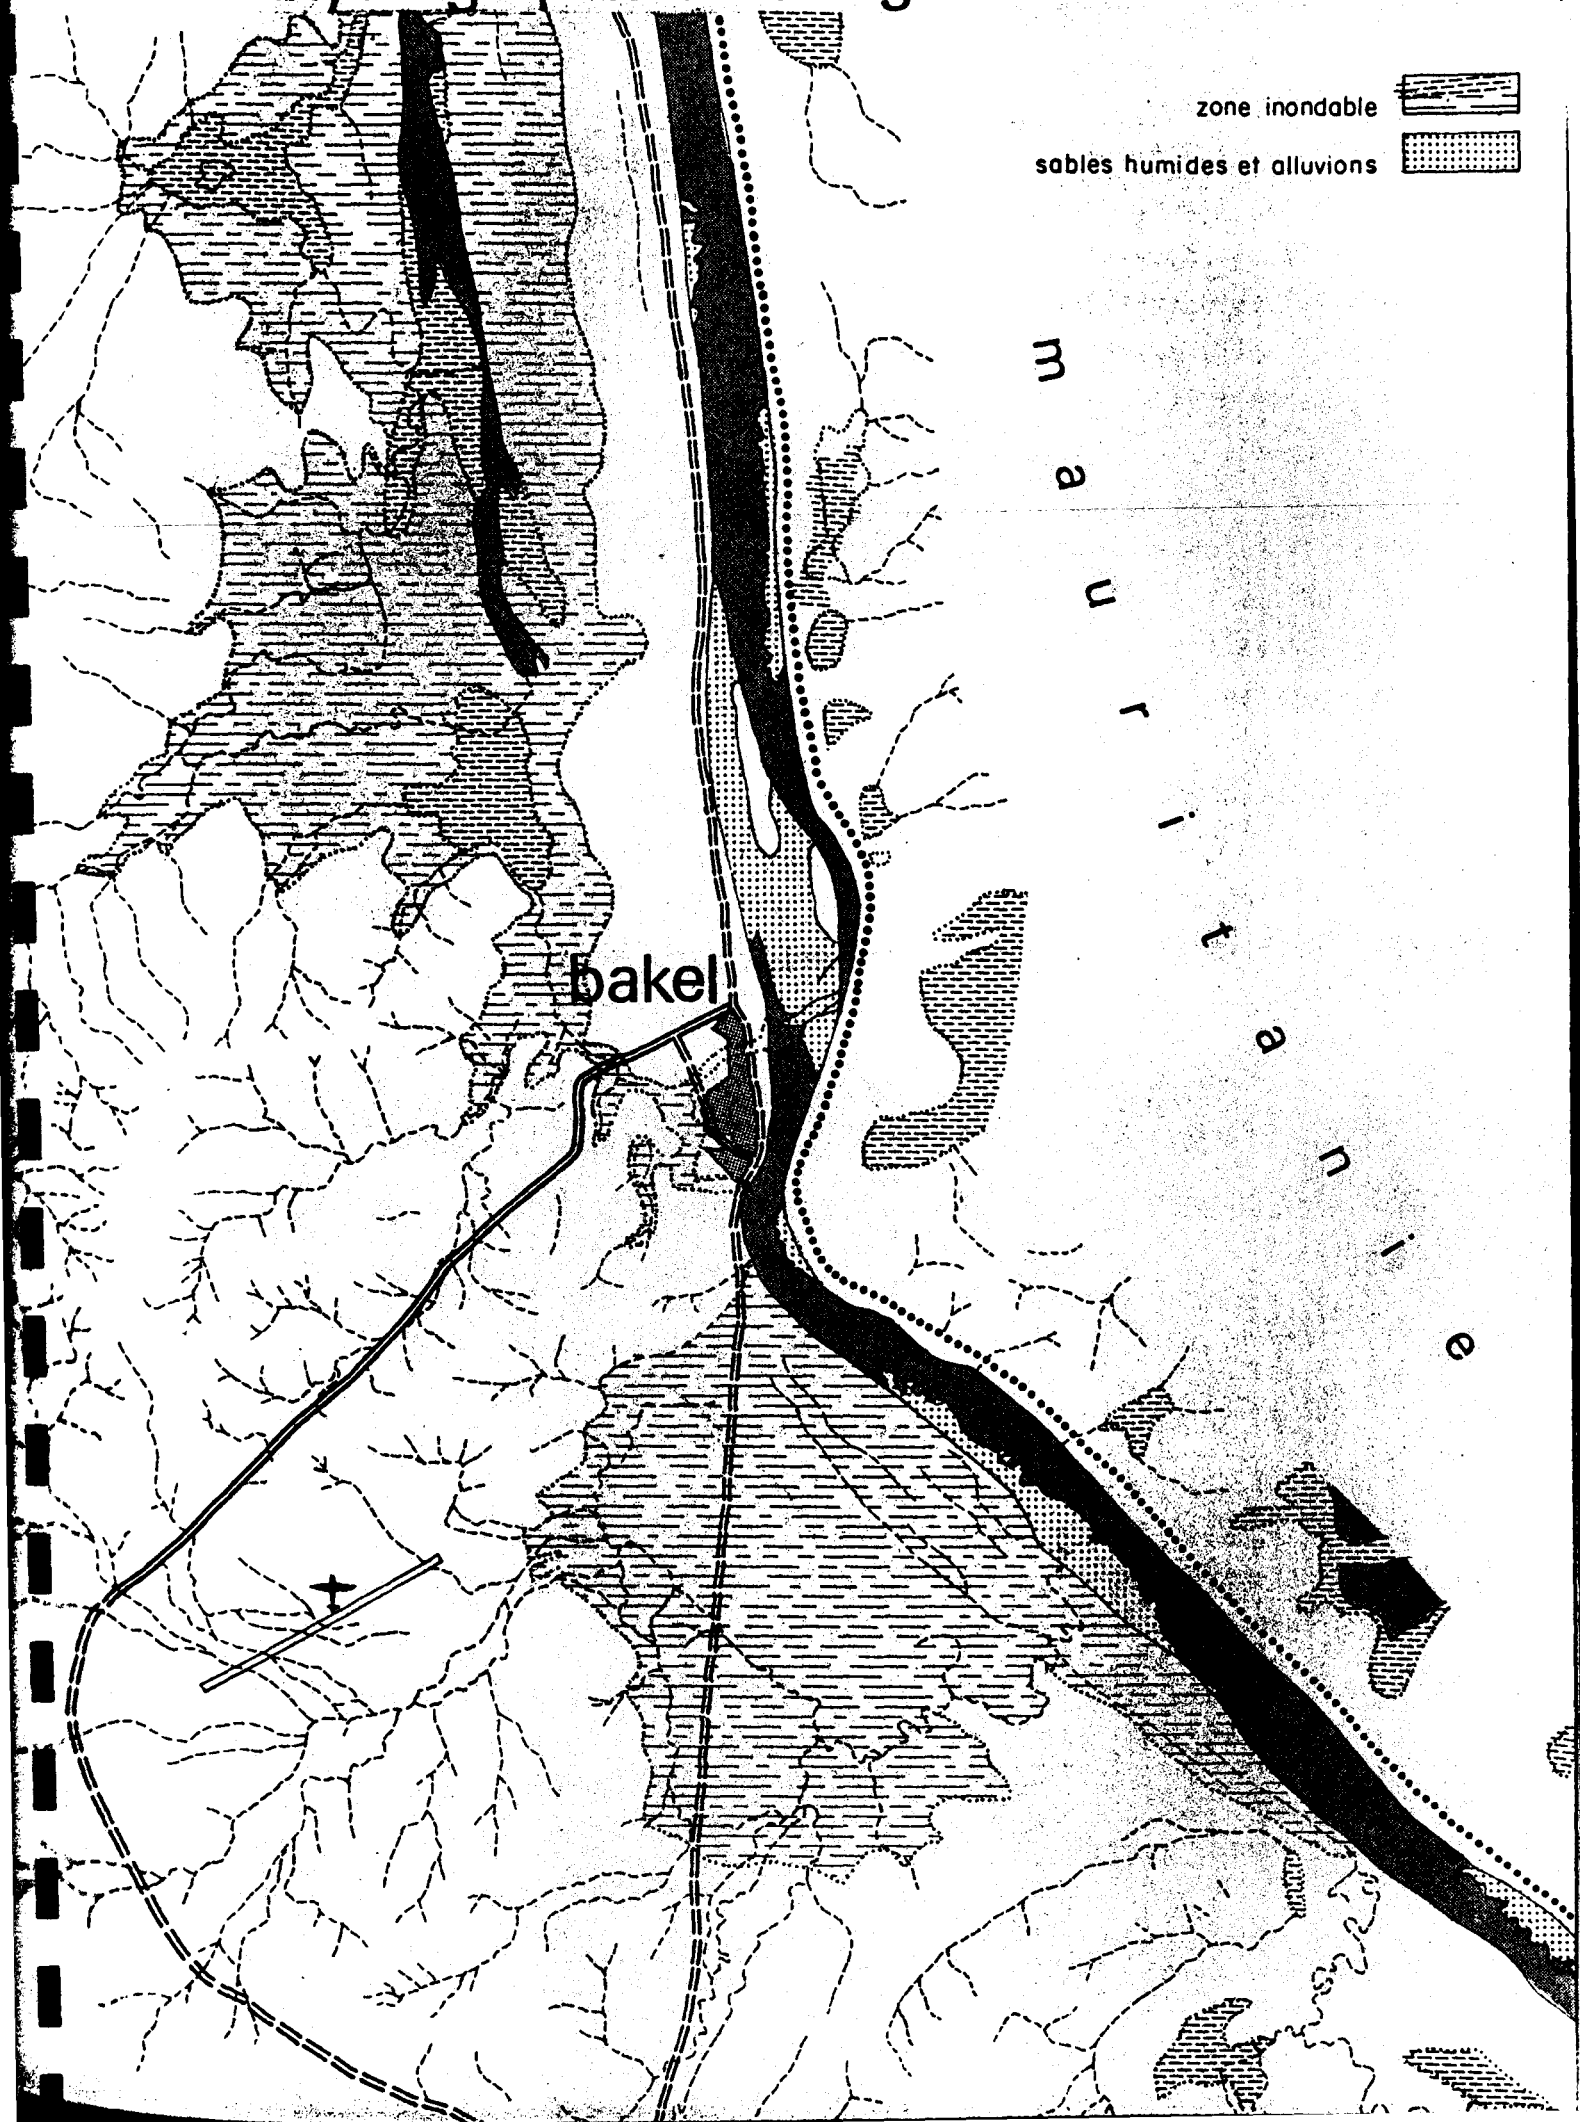 zone inondable
sables humides et alluvions
mauritanie
bakel